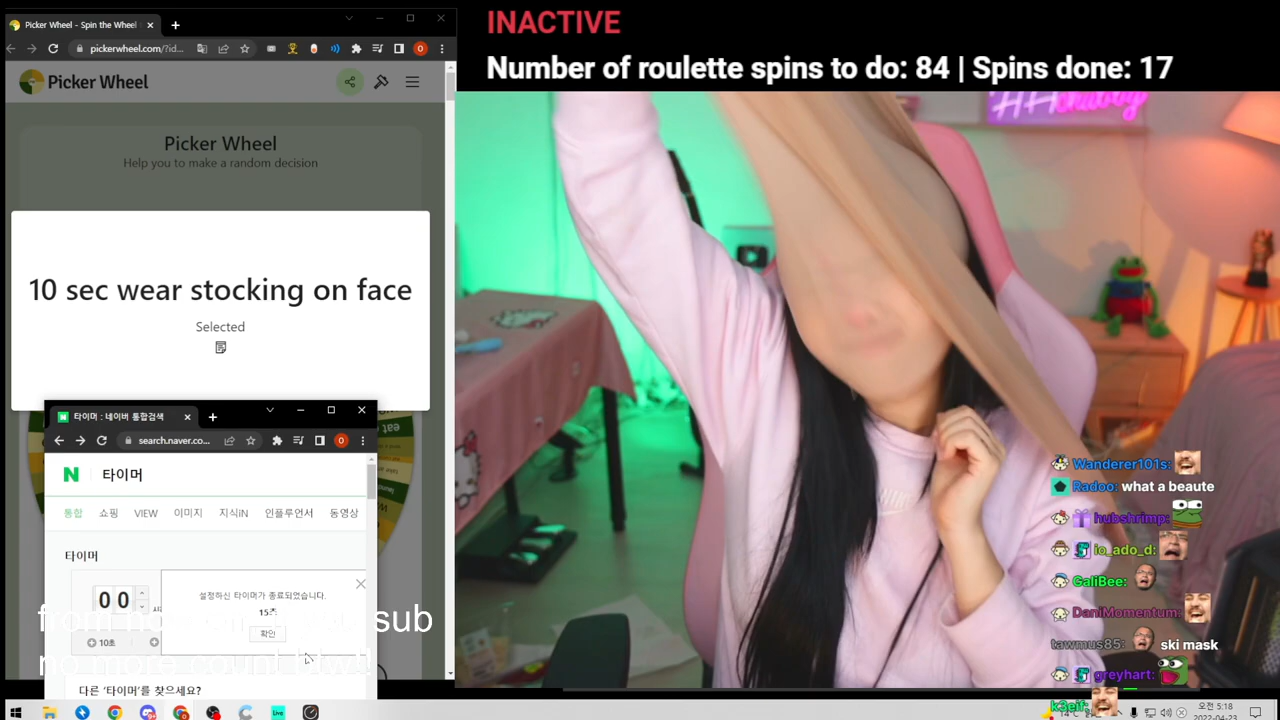 Picker Wheel - Spin the Wheel
pickerwheel.com/?id...
Picker Wheel
Picker Wheel
Help you to make a random decision
10 sec wear stocking on face
Selected
eat
타이머 : 네이버 통합검색
search.naver.co...
N
타이머
통합
쇼핑
VIEW
이미지
지식iN
인플루언서
동영상
타이머
00
설정하신 타이머가 종료되었습니다.
15초
확인
10초
sub
다른 '타이머'를 찾으세요?
INACTIVE
Number of roulette spins to do: 84 | Spins done: 17
Wanderer101s:
Radoo: what a beaute
hubshrimp:
io_ado_d:
GaliBee:
DaniMomentum:
tawmus85: ski mask
greyhart:
k3elf:
Live
14°C
오전 5:18